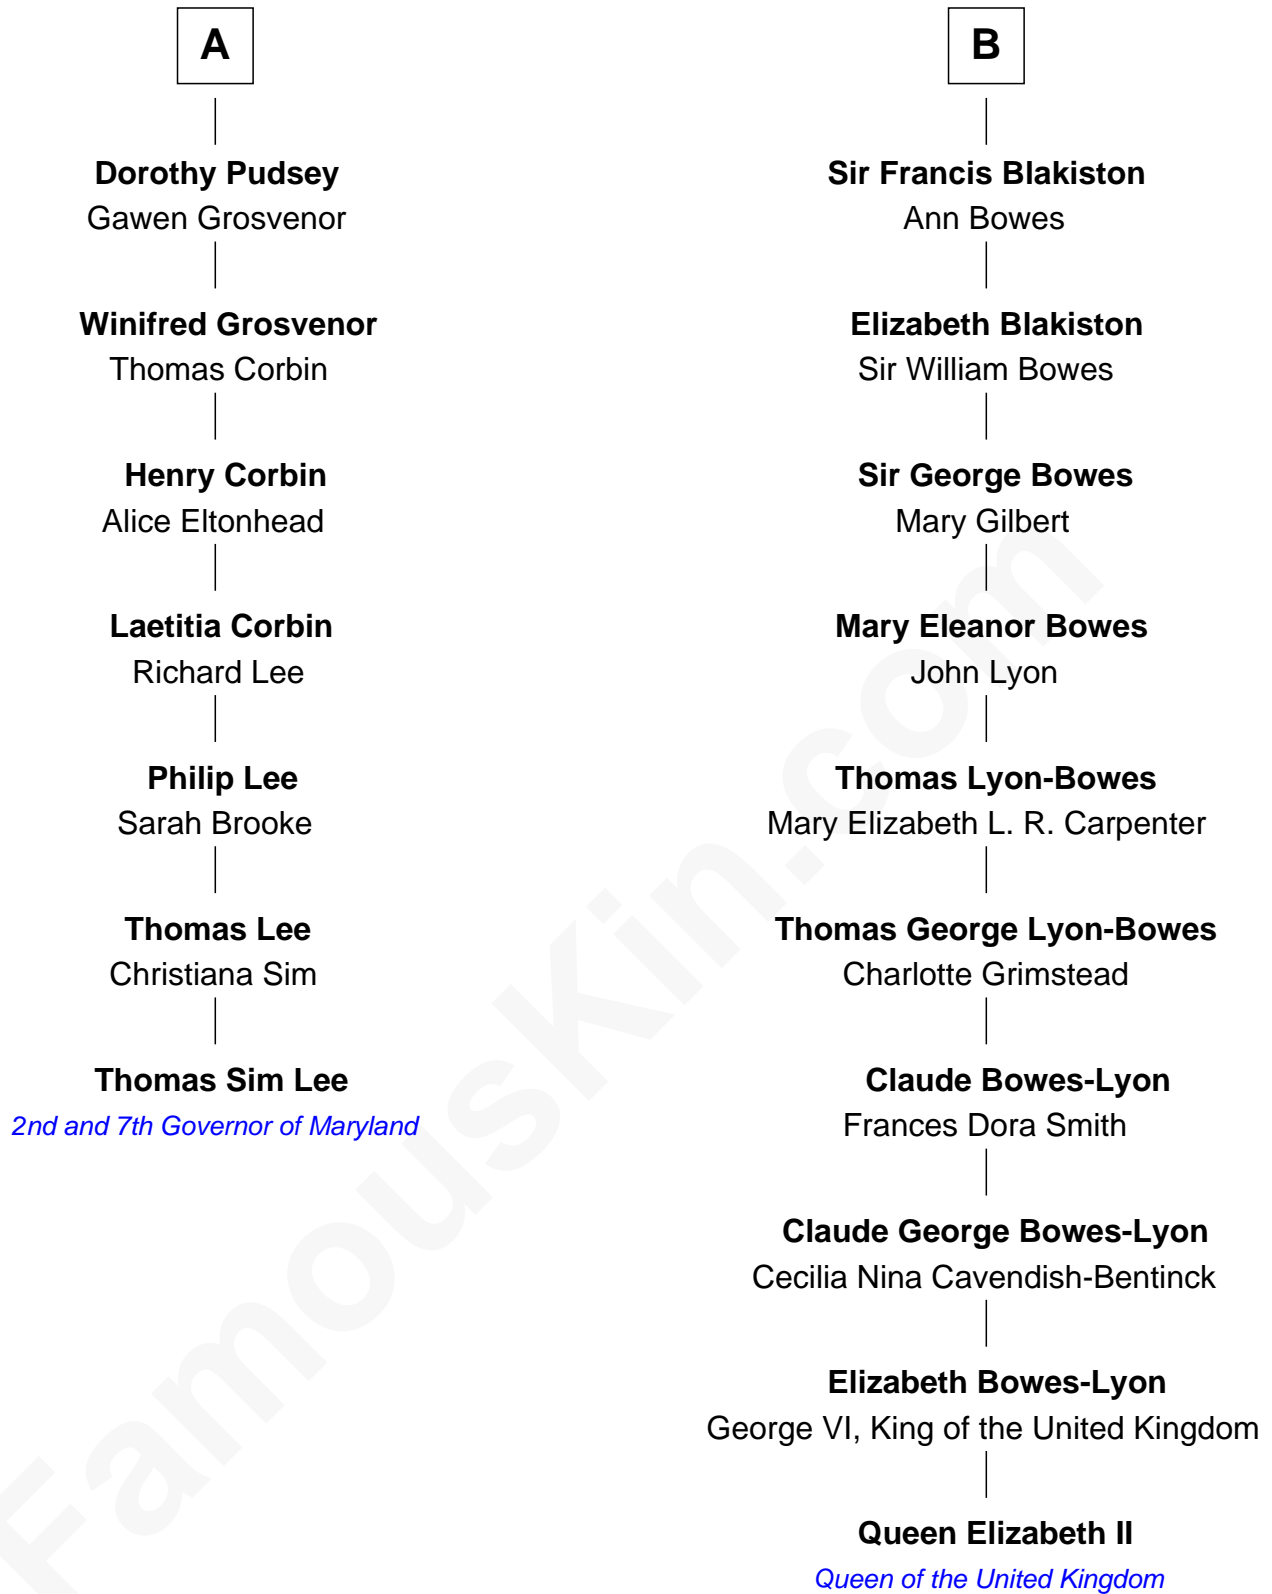 A
Dorothy Pudsey
Gawen Grosvenor
Winifred Grosvenor
Thomas Corbin
Henry Corbin
Alice Eltonhead
Laetitia Corbin
Richard Lee
Philip Lee
Sarah Brooke
Thomas Lee
Christiana Sim
Thomas Sim Lee
2nd and 7th Governor of Maryland
B
Sir Francis Blakiston
Ann Bowes
Elizabeth Blakiston
Sir William Bowes
Sir George Bowes
Mary Gilbert
Mary Eleanor Bowes
John Lyon
Thomas Lyon-Bowes
Mary Elizabeth L. R. Carpenter
Thomas George Lyon-Bowes
Charlotte Grimstead
Claude Bowes-Lyon
Frances Dora Smith
Claude George Bowes-Lyon
Cecilia Nina Cavendish-Bentinck
Elizabeth Bowes-Lyon
George VI, King of the United Kingdom
Queen Elizabeth II
Queen of the United Kingdom
FamousKin.com